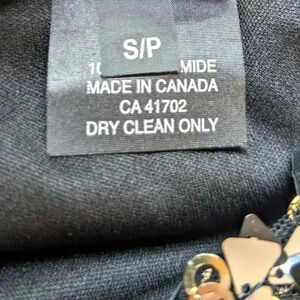 S/P
MADE IN CANADA
CA 41702
DRY CLEAN ONLY